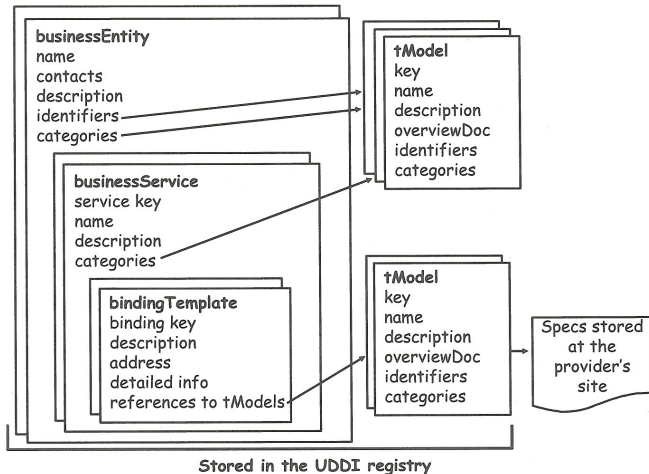 businessEntity
name
contacts
description
identifiers
categories
businessService
service key
name
description
categories
bindingTemplate
binding key
description
address
detailed info
references to tModels
tModel
key
name
description
overviewDoc
identifiers
categories
tModel
key
name
description
overviewDoc
identifiers
categories
Specs stored
at the
provider's
site
Stored in the UDDI registry